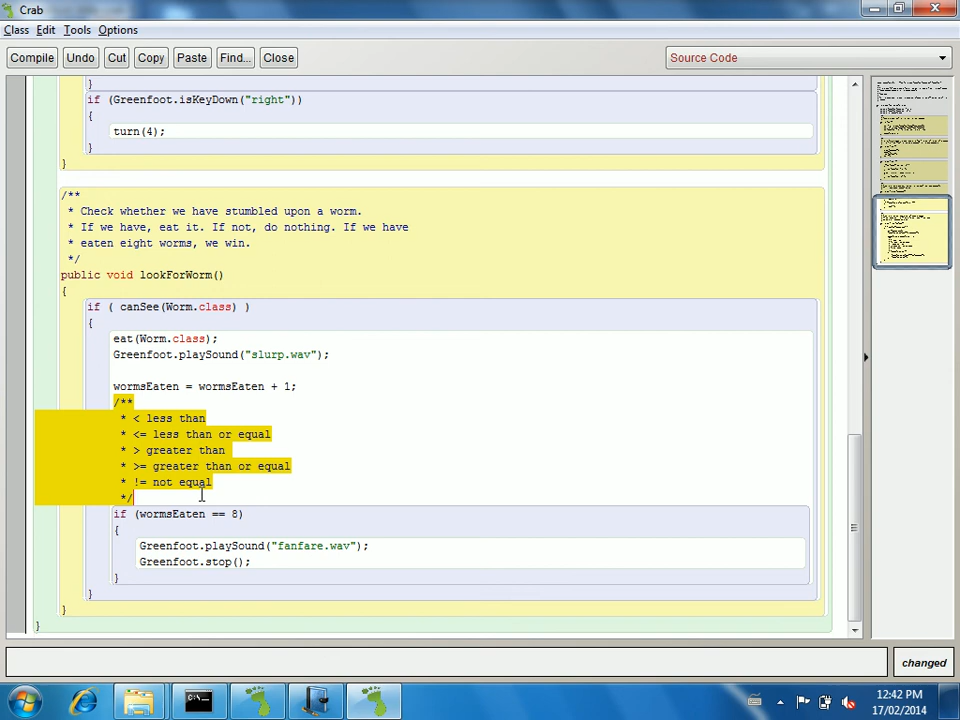 Crab
Class Edit Tools Options
Compile Undo Cut Copy Paste Find... Close Source Code
}
if (Greenfoot.isKeyDown("right"))
{
turn(4);
}
}
/**
* Check whether we have stumbled upon a worm.
* If we have, eat it. If not, do nothing. If we have
* eaten eight worms, we win.
*/
public void lookForWorm()
{
if ( canSee(Worm.class) )
{
eat(Worm.class);
Greenfoot.playSound("slurp.wav");
wormsEaten = wormsEaten + 1;
/**
* < less than
* <= less than or equal
* > greater than
* >= greater than or equal
* != not equal
*/
if (wormsEaten == 8)
{
Greenfoot.playSound("fanfare.wav");
Greenfoot.stop();
}
}
}
}
changed
12:42 PM
17/02/2014